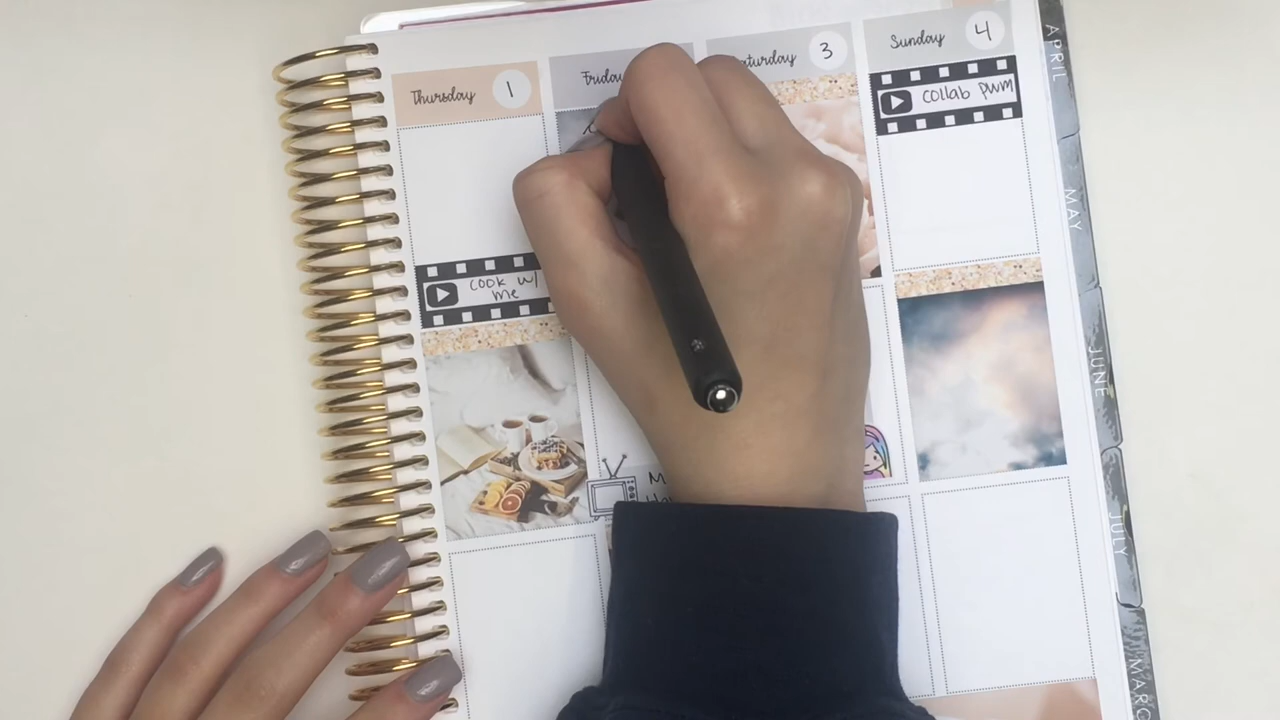 Thursday 1
Friday
Saturday 3
Sunday 4
collab pwm
cook w/
me
APRIL
MAY
JUNE
JULY